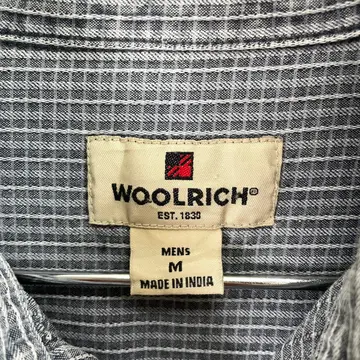 WOOLRICH®
EST. 1830
MENS
M
MADE IN INDIA